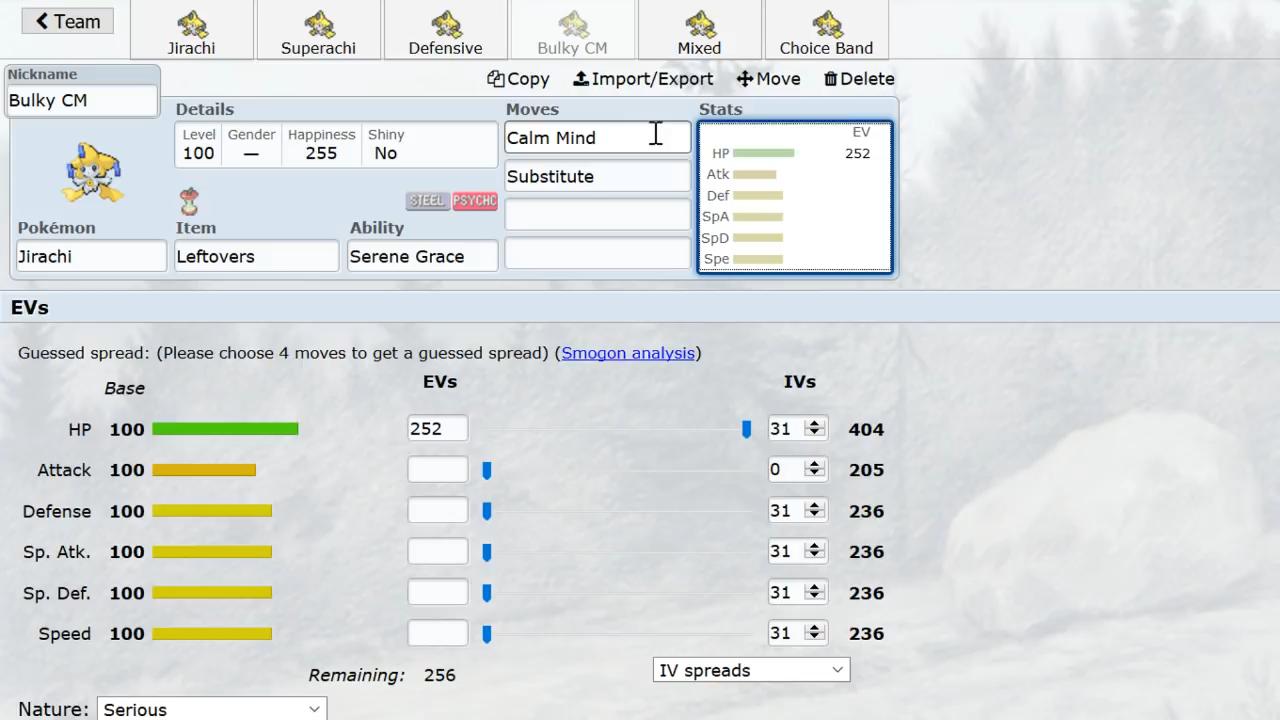 Team
Jirachi
Superachi
Defensive
Bulky CM
Mixed
Choice Band
Nickname
Bulky CM
Copy
Import/Export
Move
Delete
Details
Moves
Stats
Level
100
Gender
—
Happiness
255
Shiny
No
Calm Mind
Substitute
EV
HP 252
Atk
Def
SpA
SpD
Spe
STEEL PSYCHC
Pokémon
Jirachi
Item
Leftovers
Ability
Serene Grace
EVs
Guessed spread: (Please choose 4 moves to get a guessed spread) (Smogon analysis)
Base EVs IVs
HP 100 252 31 404
Attack 100 0 205
Defense 100 31 236
Sp. Atk. 100 31 236
Sp. Def. 100 31 236
Speed 100 31 236
Remaining: 256
IV spreads
Nature: Serious